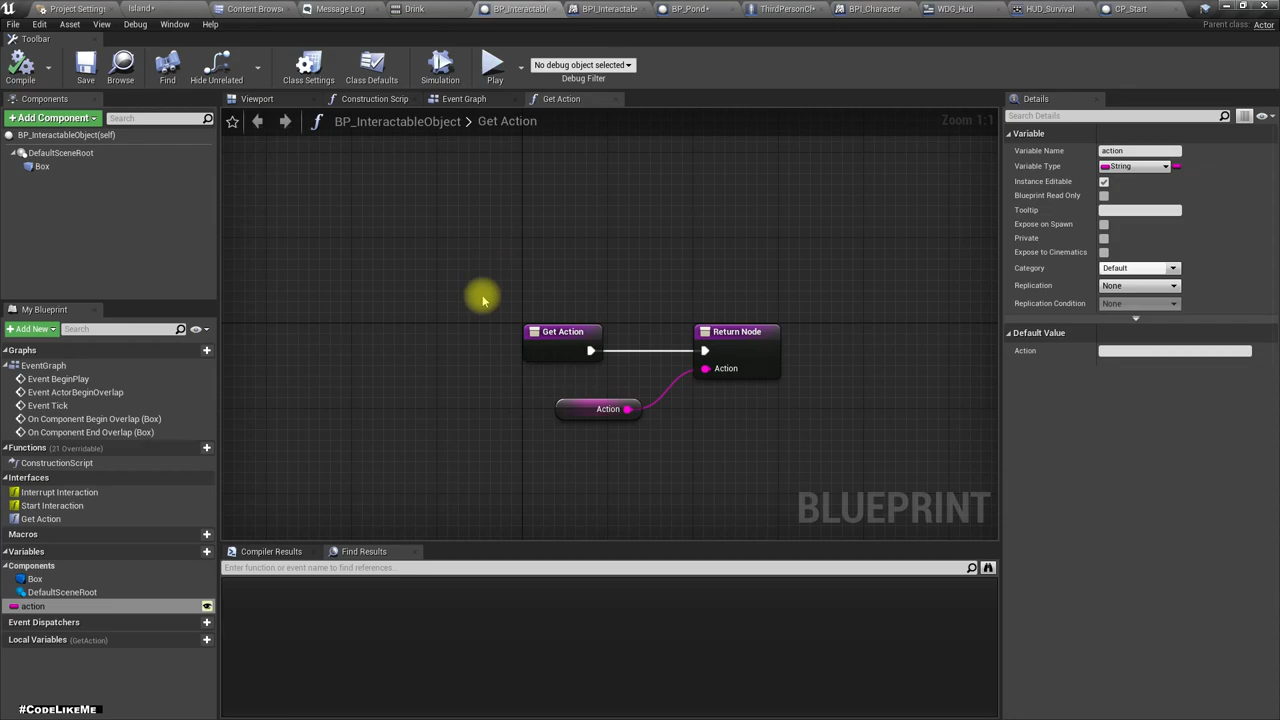 Project Settings
Island•
Content Brows
Message Log
Drink
BP_Interactable
BPI_Interactab
BP_Pond•
ThirdPersonCh
BPI_Character
WDG_Hud
HUD_Survival
CP_Start
File
Edit
Asset
View
Debug
Window
Help
Parent class: Actor
Toolbar
Compile
Save
Browse
Find
Hide Unrelated
Class Settings
Class Defaults
Simulation
Play
No debug object selected
Debug Filter
Components
Add Component
Search
BP_InteractableObject(self)
DefaultSceneRoot
Box
My Blueprint
Add New
Search
Graphs
EventGraph
Event BeginPlay
Event ActorBeginOverlap
Event Tick
On Component Begin Overlap (Box)
On Component End Overlap (Box)
Functions (21 Overridable)
ConstructionScript
Interfaces
Interrupt Interaction
Start Interaction
Get Action
Macros
Variables
Components
Box
DefaultSceneRoot
action
Event Dispatchers
Local Variables (GetAction)
#CodeLikeMe
Viewport
Construction Scrip
Event Graph
Get Action
BP_InteractableObject > Get Action
Zoom 1:1
Get Action
Return Node
Action
Action
BLUEPRINT
Compiler Results
Find Results
Enter function or event name to find references...
Details
Search Details
Variable
Variable Name
action
Variable Type
String
Instance Editable
Blueprint Read Only
Tooltip
Expose on Spawn
Private
Expose to Cinematics
Category
Default
Replication
None
Replication Condition
None
Default Value
Action